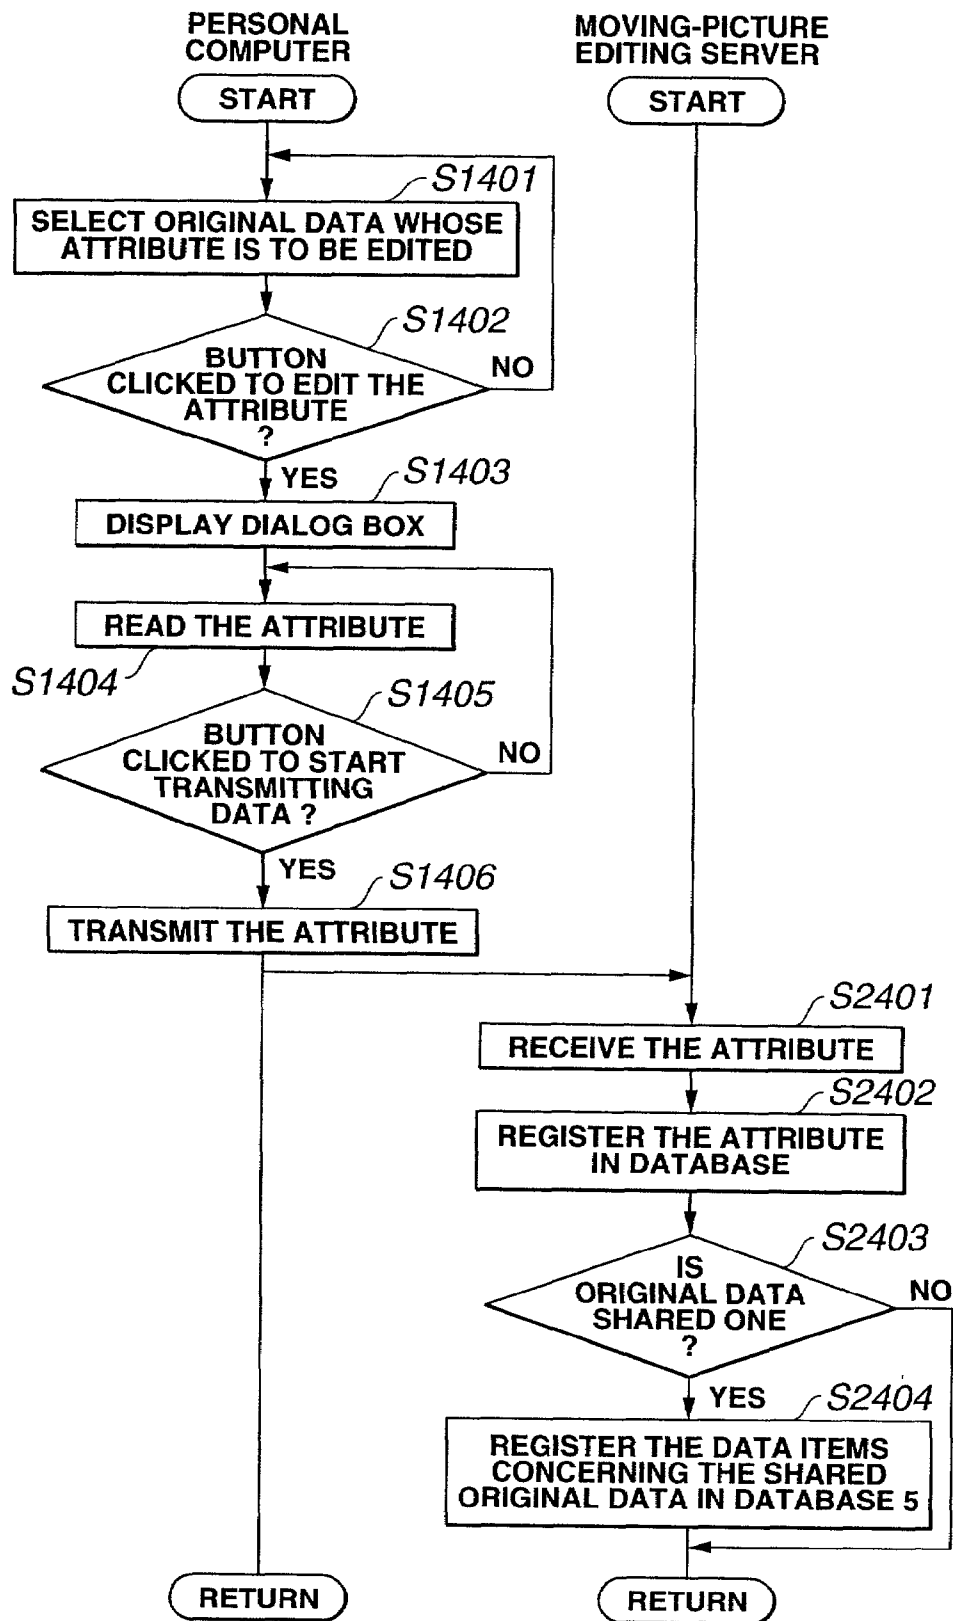 PERSONAL
COMPUTER
START
S1401
SELECT ORIGINAL DATA WHOSE
ATTRIBUTE IS TO BE EDITED
S1402
BUTTON
CLICKED TO EDIT THE
ATTRIBUTE
?
NO
YES
S1403
DISPLAY DIALOG BOX
READ THE ATTRIBUTE
S1404
S1405
BUTTON
CLICKED TO START
TRANSMITTING
DATA ?
NO
YES
S1406
TRANSMIT THE ATTRIBUTE
RETURN
MOVING-PICTURE
EDITING SERVER
START
S2401
RECEIVE THE ATTRIBUTE
S2402
REGISTER THE ATTRIBUTE
IN DATABASE
S2403
IS
ORIGINAL DATA
SHARED ONE
?
NO
YES
S2404
REGISTER THE DATA ITEMS
CONCERNING THE SHARED
ORIGINAL DATA IN DATABASE 5
RETURN